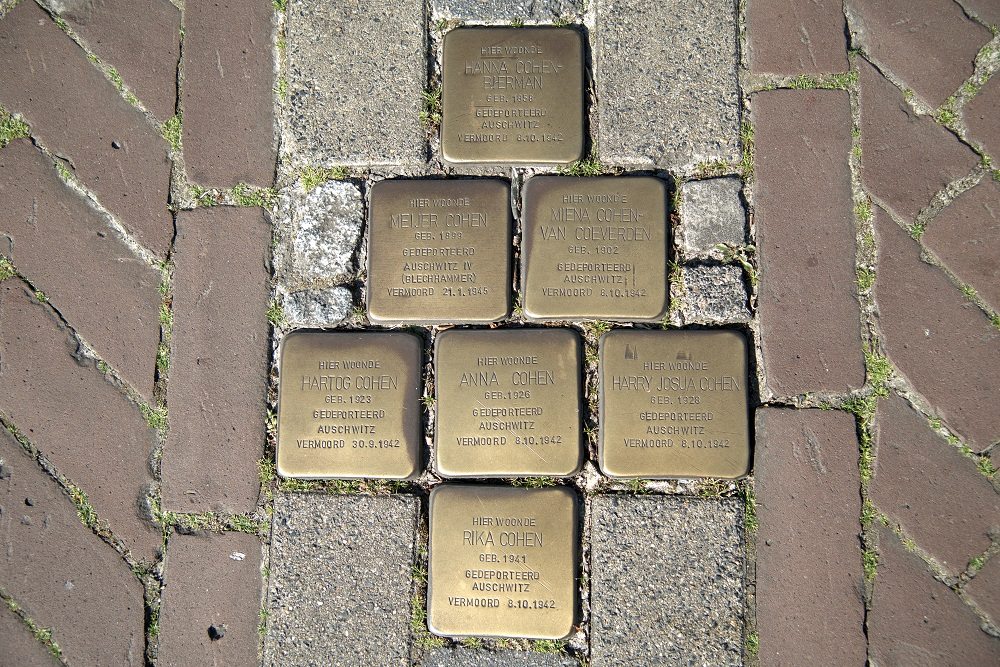 HIER WOONDE
HANNA COHEN-
BIERMAN
GEB. 1858
GEDEPORTEERD
AUSCHWITZ
VERMOORD 8.10.1942
HIER WOONDE
MEIJER COHEN
GEB. 1899
GEDEPORTEERD
AUSCHWITZ IV
(BLECHHAMMER)
VERMOORD 21.1.1945
HIER WOONDE
MIENA COHEN-
VAN COEVERDEN
GEB. 1902
GEDEPORTEERD
AUSCHWITZ
VERMOORD 8.10.1942
HIER WOONDE
HARTOG COHEN
GEB. 1923
GEDEPORTEERD
AUSCHWITZ
VERMOORD 30.9.1942
HIER WOONDE
ANNA COHEN
GEB. 1926
GEDEPORTEERD
AUSCHWITZ
VERMOORD 8.10.1942
HIER WOONDE
HARRY JOSUA COHEN
GEB. 1928
GEDEPORTEERD
AUSCHWITZ
VERMOORD 8.10.1942
HIER WOONDE
RIKA COHEN
GEB. 1941
GEDEPORTEERD
AUSCHWITZ
VERMOORD 8.10.1942